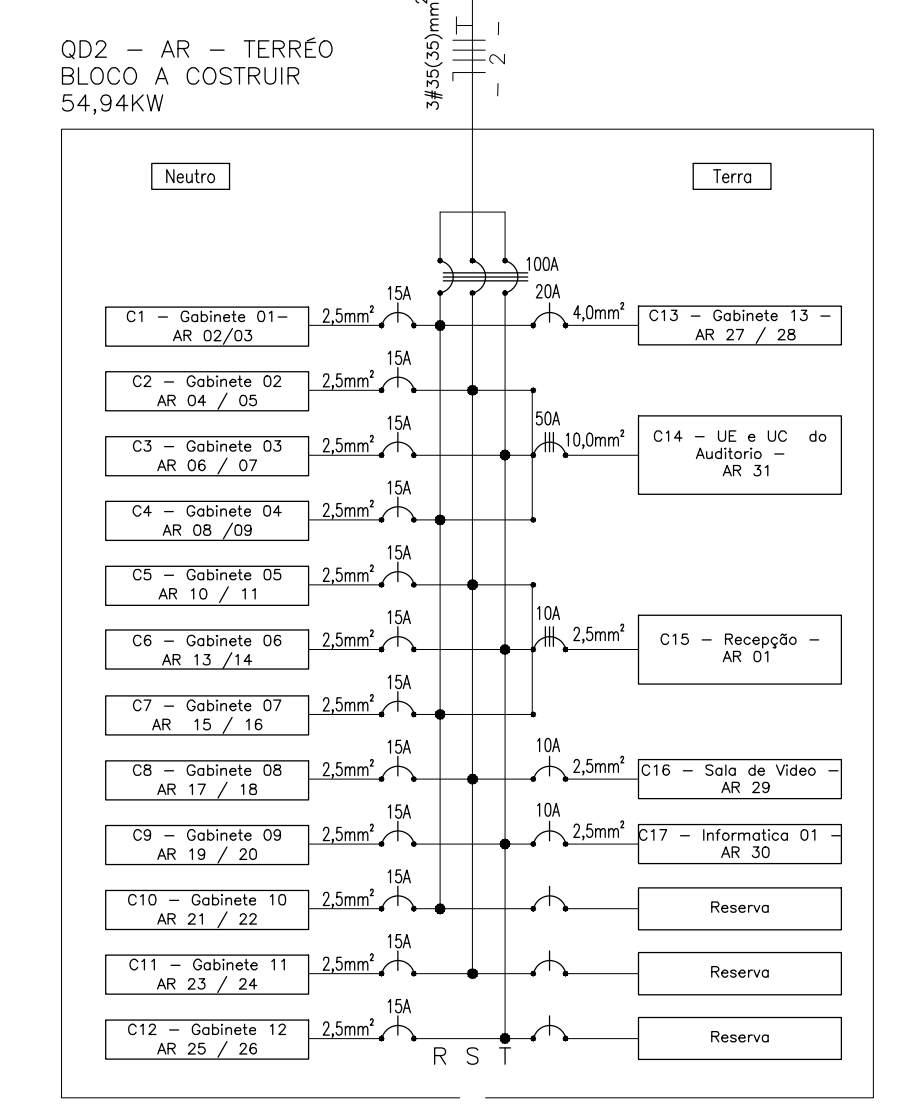 3#35(35)mm²
– 2 –
QD2 – AR – TERRÉO
BLOCO A COSTRUIR
54,94KW
Neutro
Terra
100A
C1 – Gabinete 01–
AR 02/03
2,5mm²
15A
20A
4,0mm²
C13 – Gabinete 13 –
AR 27 / 28
C2 – Gabinete 02
AR 04 / 05
2,5mm²
15A
C3 – Gabinete 03
AR 06 / 07
2,5mm²
15A
50A
10,0mm²
C14 – UE e UC do
Auditorio –
AR 31
C4 – Gabinete 04
AR 08 /09
2,5mm²
15A
C5 – Gabinete 05
AR 10 / 11
2,5mm²
15A
C6 – Gabinete 06
AR 13 /14
2,5mm²
15A
10A
2,5mm²
C15 – Recepção –
AR 01
C7 – Gabinete 07
AR 15 / 16
2,5mm²
15A
C8 – Gabinete 08
AR 17 / 18
2,5mm²
15A
10A
2,5mm²
C16 – Sala de Video –
AR 29
C9 – Gabinete 09
AR 19 / 20
2,5mm²
15A
10A
2,5mm²
C17 – Informatica 01 –
AR 30
C10 – Gabinete 10
AR 21 / 22
2,5mm²
15A
Reserva
C11 – Gabinete 11
AR 23 / 24
2,5mm²
15A
Reserva
C12 – Gabinete 12
AR 25 / 26
2,5mm²
15A
Reserva
R S T